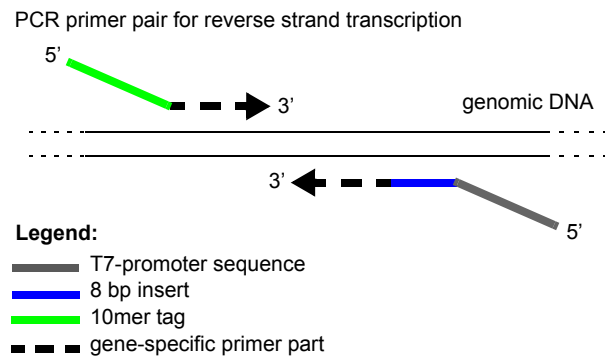 PCR primer pair for reverse strand transcription
5’
3’
genomic DNA
3’
5’
Legend:
T7-promoter sequence
8 bp insert
10mer tag
gene-specific primer part